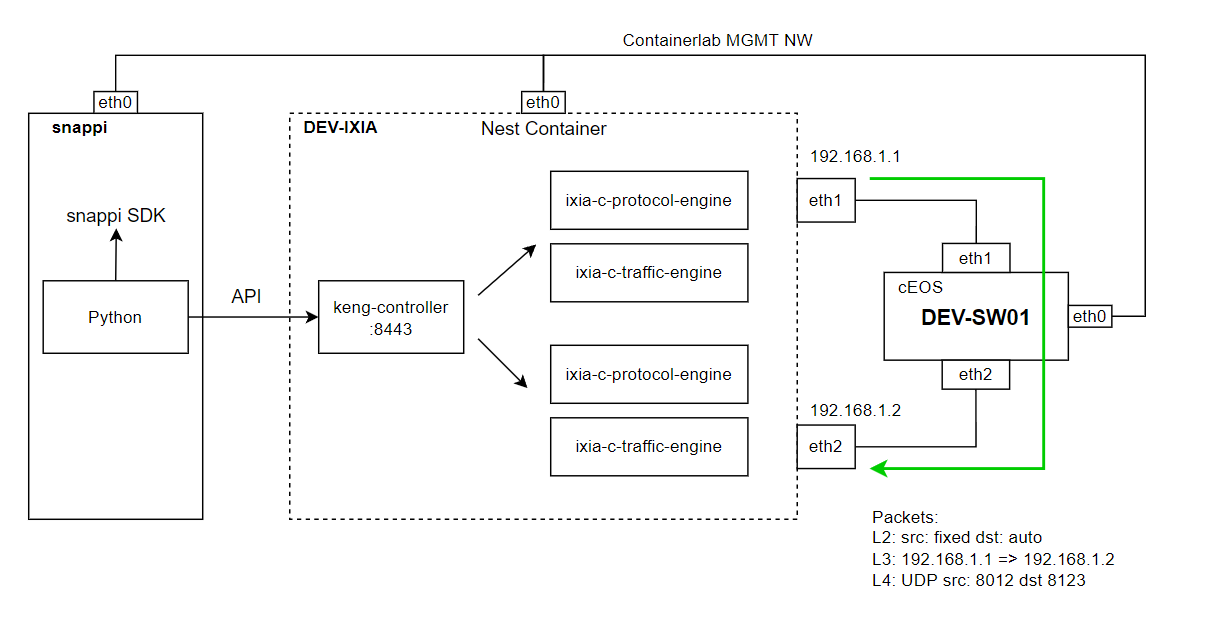 Containerlab MGMT NW
eth0
eth0
snappi
DEV-IXIA
Nest Container
192.168.1.1
ixia-c-protocol-engine
eth1
snappi SDK
ixia-c-traffic-engine
eth1
cEOS
API
keng-controller
:8443
Python
DEV-SW01
eth0
ixia-c-protocol-engine
eth2
192.168.1.2
ixia-c-traffic-engine
eth2
Packets:
L2: src: fixed dst: auto
L3: 192.168.1.1 => 192.168.1.2
L4: UDP src: 8012 dst 8123